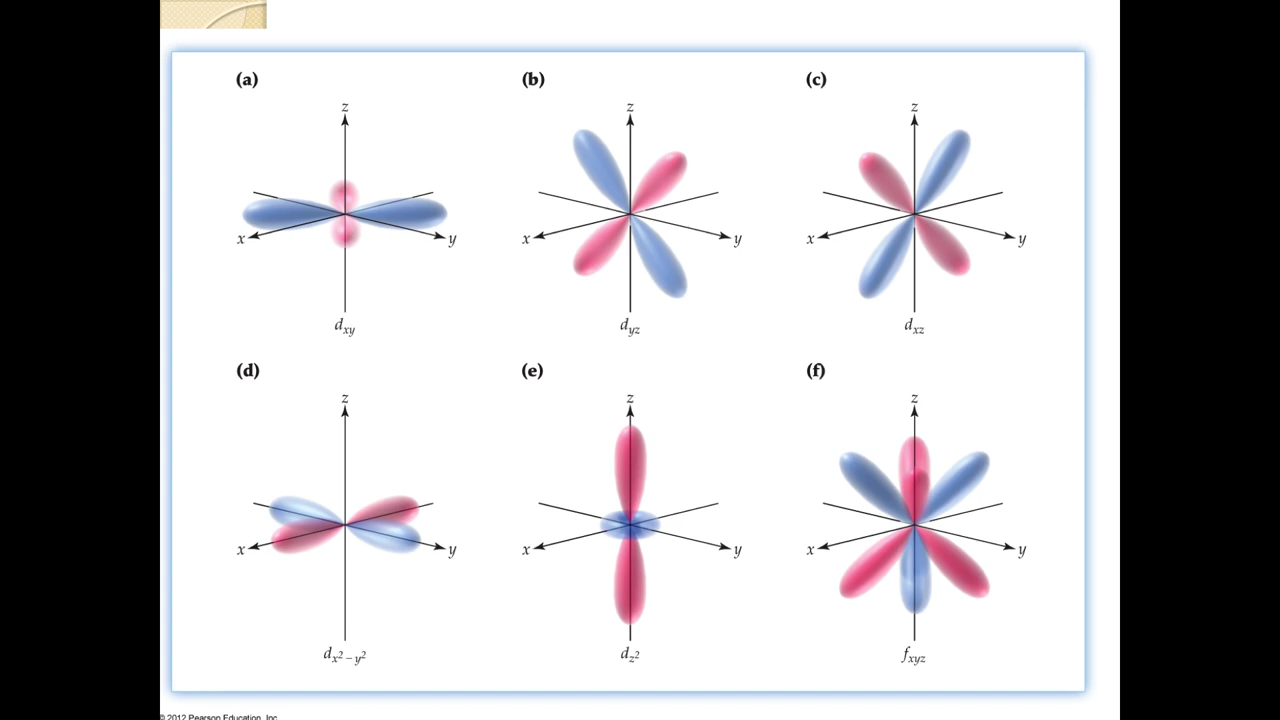 (a) (b) (c)
z z z
x y x y x y
dxy dyz dxz
(d) (e) (f)
z z z
x y x y x y
dx² – y² dz² fxyz
© 2012 Pearson Education, Inc.